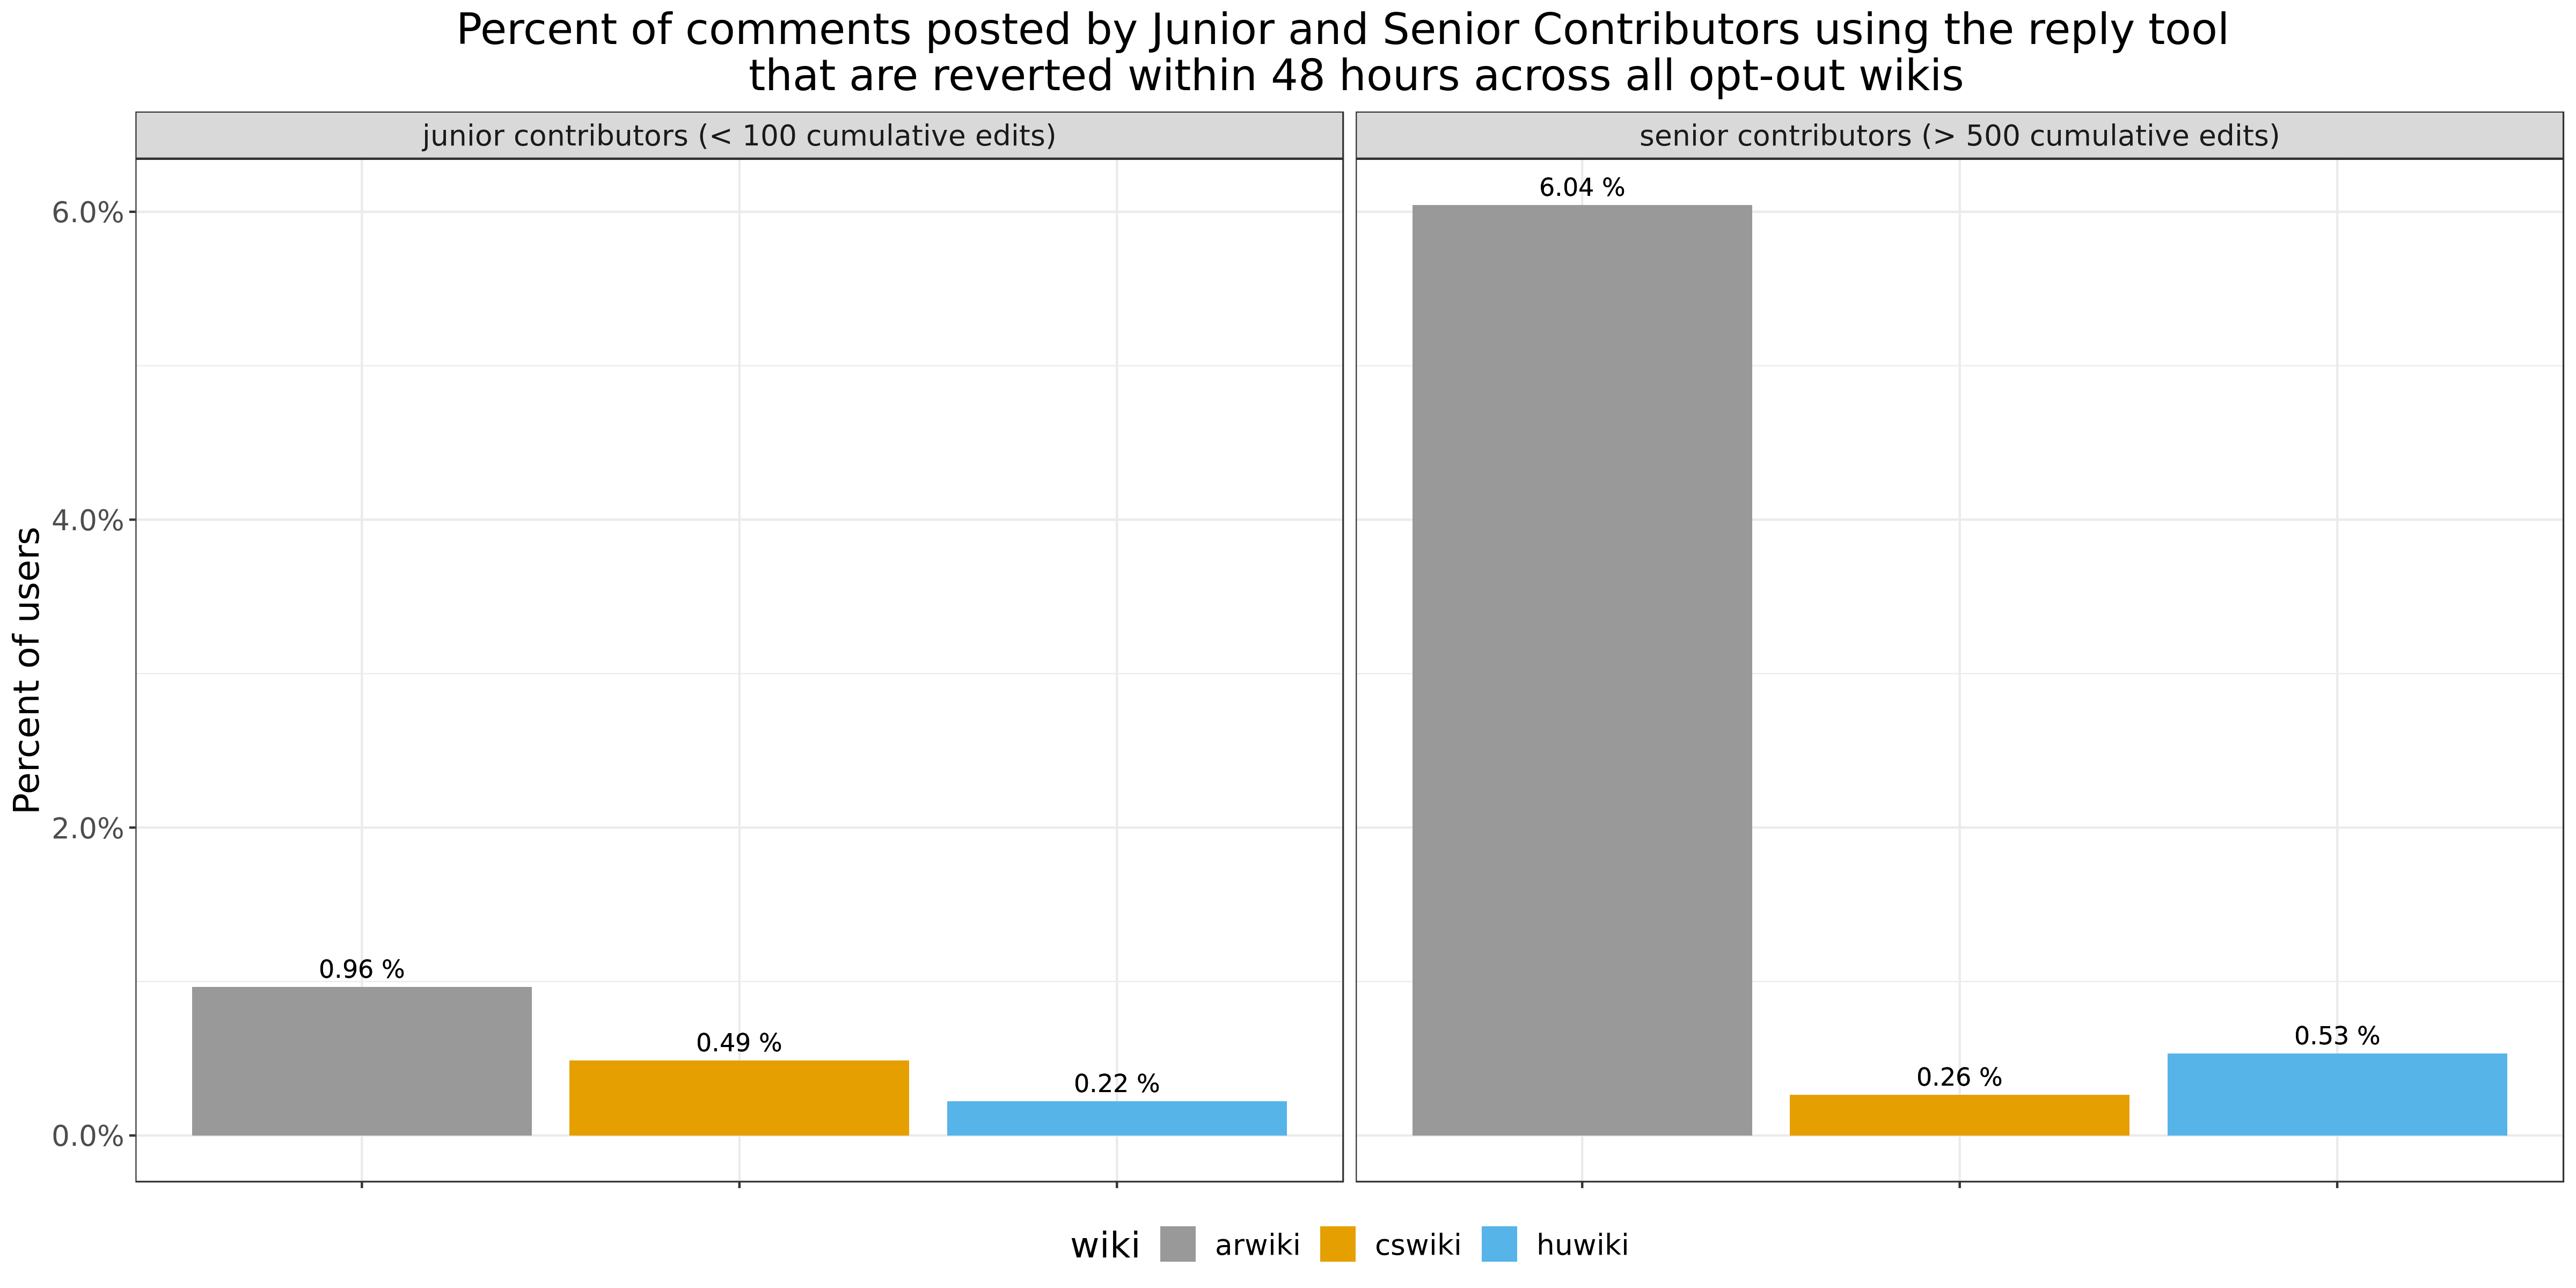 Percent of comments posted by Junior and Senior Contributors using the reply tool
that are reverted within 48 hours across all opt-out wikis
junior contributors (< 100 cumulative edits)
senior contributors (> 500 cumulative edits)
Percent of users
6.0%
4.0%
2.0%
0.0%
0.96 %
0.49 %
0.22 %
6.04 %
0.26 %
0.53 %
wiki arwiki cswiki huwiki